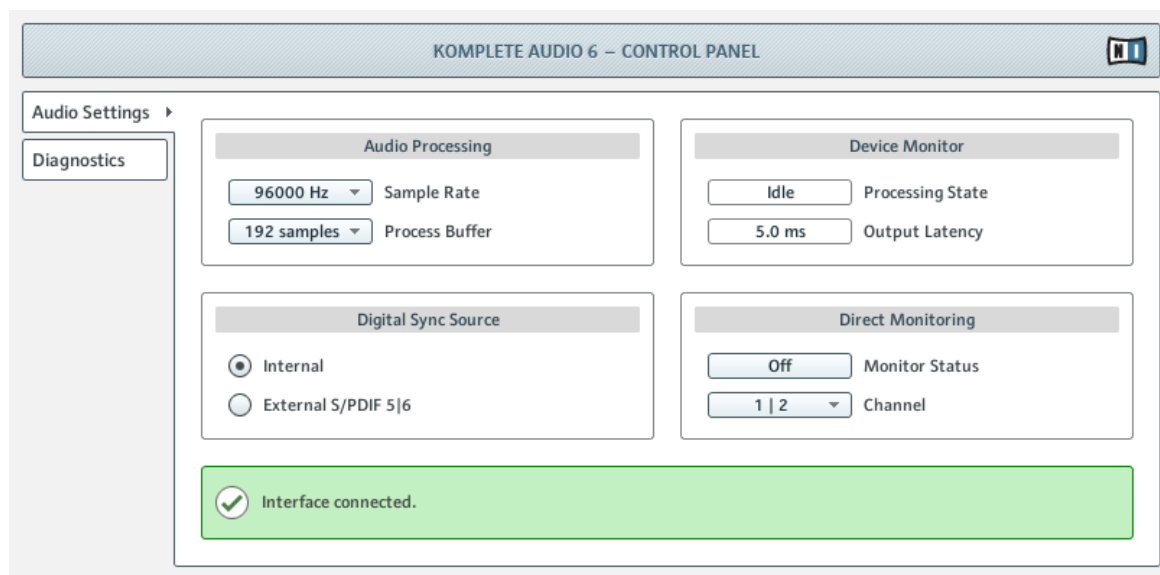 KOMPLETE AUDIO 6 – CONTROL PANEL
NI
Audio Settings
Diagnostics
Audio Processing
96000 Hz Sample Rate
192 samples Process Buffer
Device Monitor
Idle Processing State
5.0 ms Output Latency
Digital Sync Source
Internal
External S/PDIF 5|6
Direct Monitoring
Off Monitor Status
1 | 2 Channel
Interface connected.